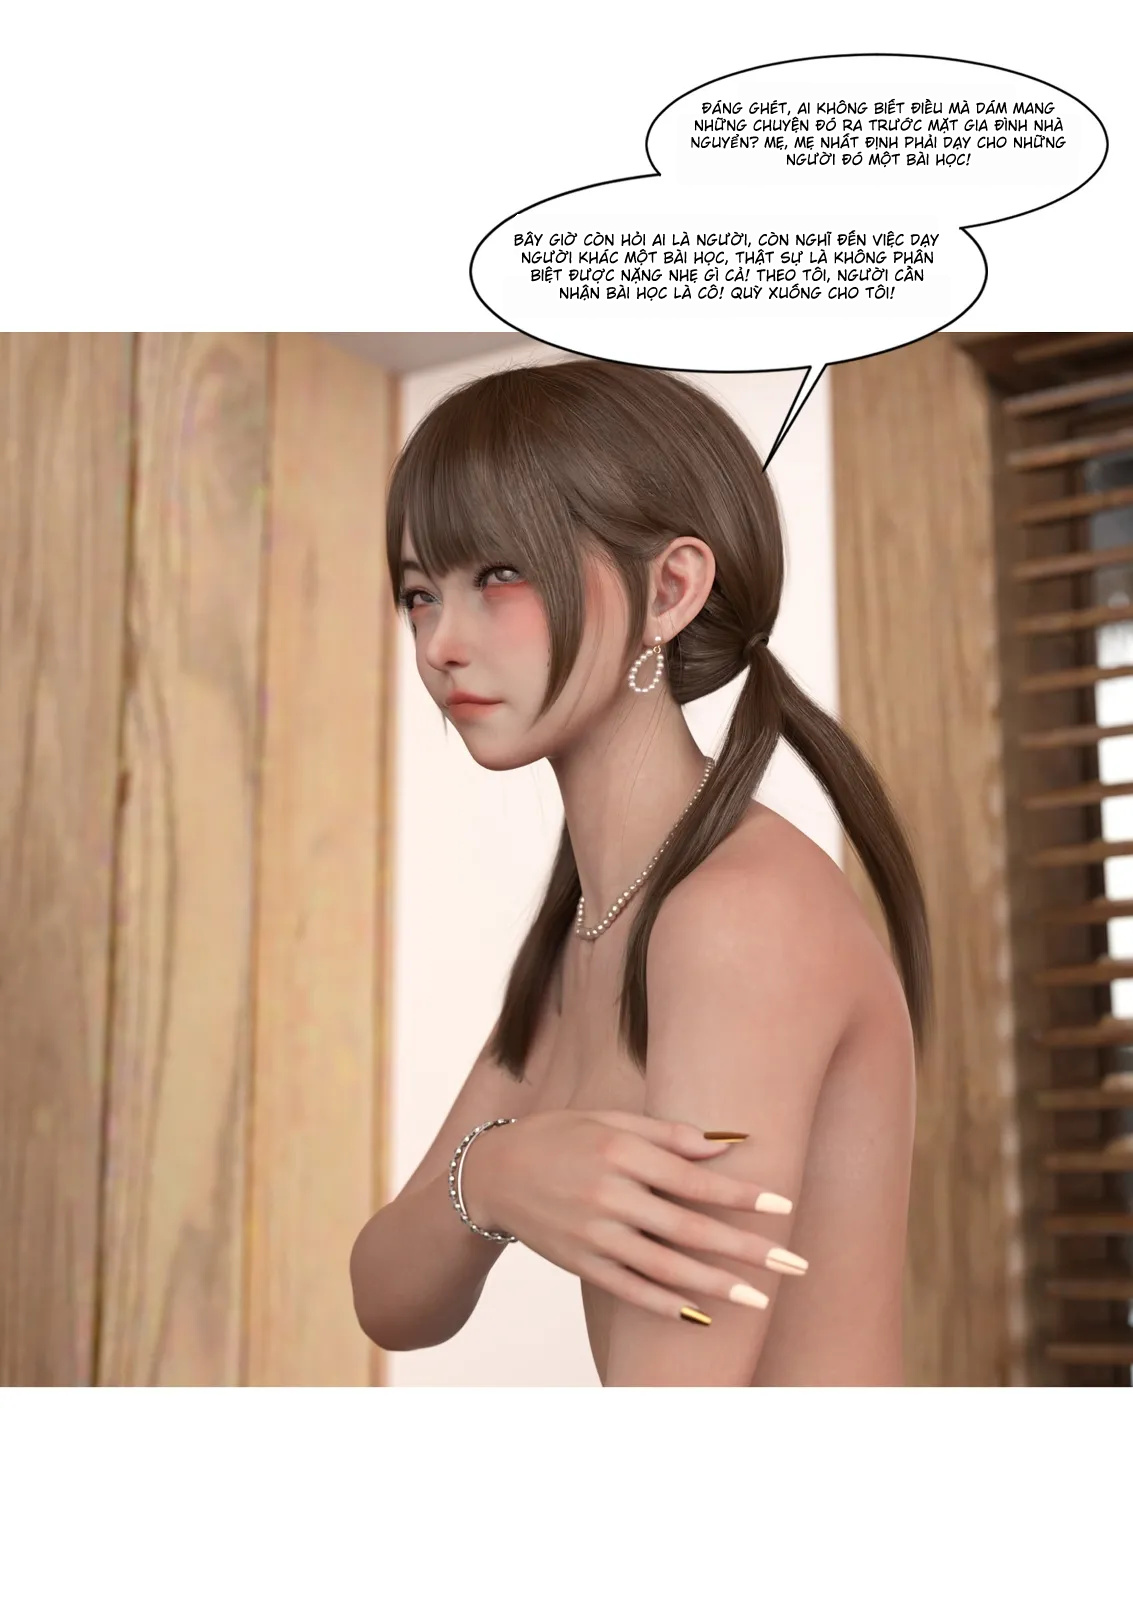 ĐÁNG GHÉT, AI KHÔNG BIẾT ĐIỀU MÀ DÁM MANG
NHỮNG CHUYỆN ĐÓ RA TRƯỚC MẶT GIA ĐÌNH NHÀ
NGUYỂN? MẸ, MẸ NHẤT ĐỊNH PHẢI DẠY CHO NHỮNG
NGƯỜI ĐÓ MỘT BÀI HỌC!
BÂY GIỜ CÒN HỎI AI LÀ NGƯỜI, CÒN NGHĨ ĐẾN VIỆC DẠY
NGƯỜI KHÁC MỘT BÀI HỌC, THẬT SỰ LÀ KHÔNG PHÂN
BIỆT ĐƯỢC NẶNG NHẸ GÌ CẢ! THEO TÔI, NGƯỜI CẦN
NHẬN BÀI HỌC LÀ CÔ! QUỲ XUỐNG CHO TÔI!